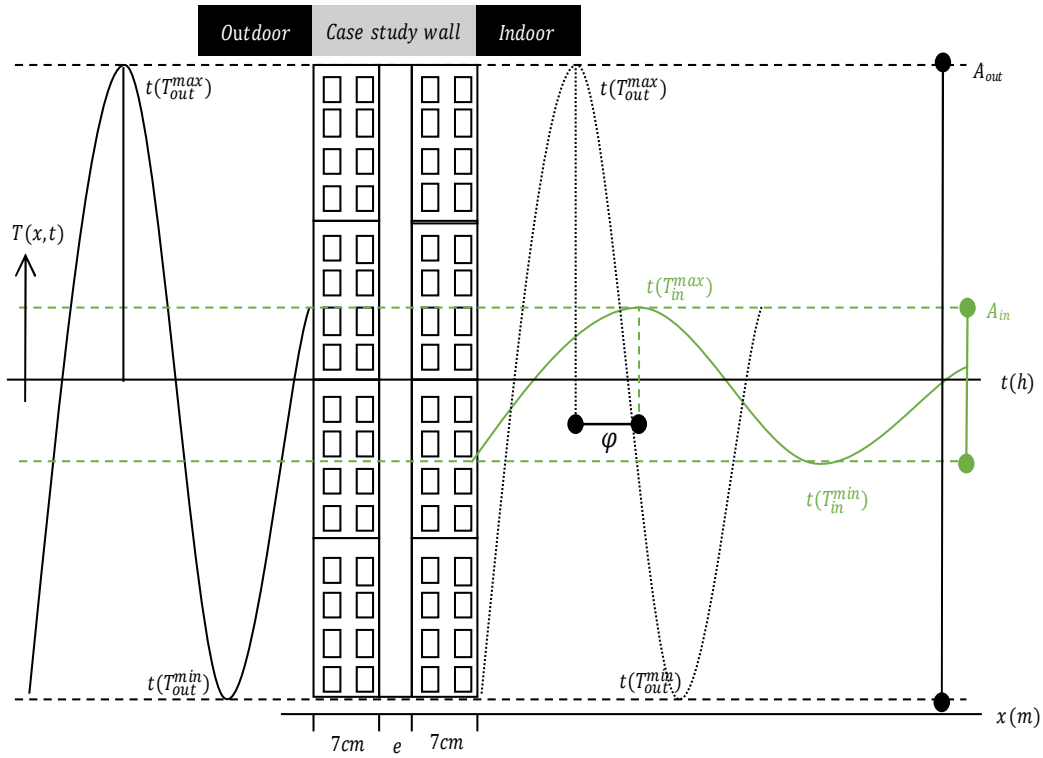 Outdoor Case study wall Indoor
t(T_out^max) t(T_out^max) A_out
T(x,t)
t(T_in^max) A_in
t(h)
φ
t(T_in^min)
t(T_out^min) t(T_out^min)
x(m)
7cm e 7cm